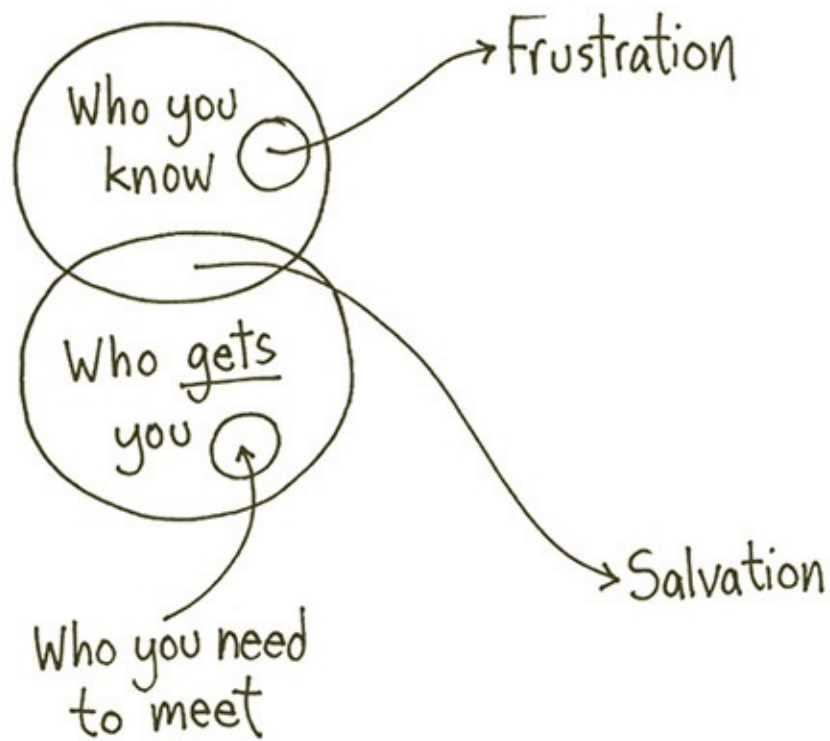 Frustration
Who you
know
Who gets
you
Salvation
Who you need
to meet